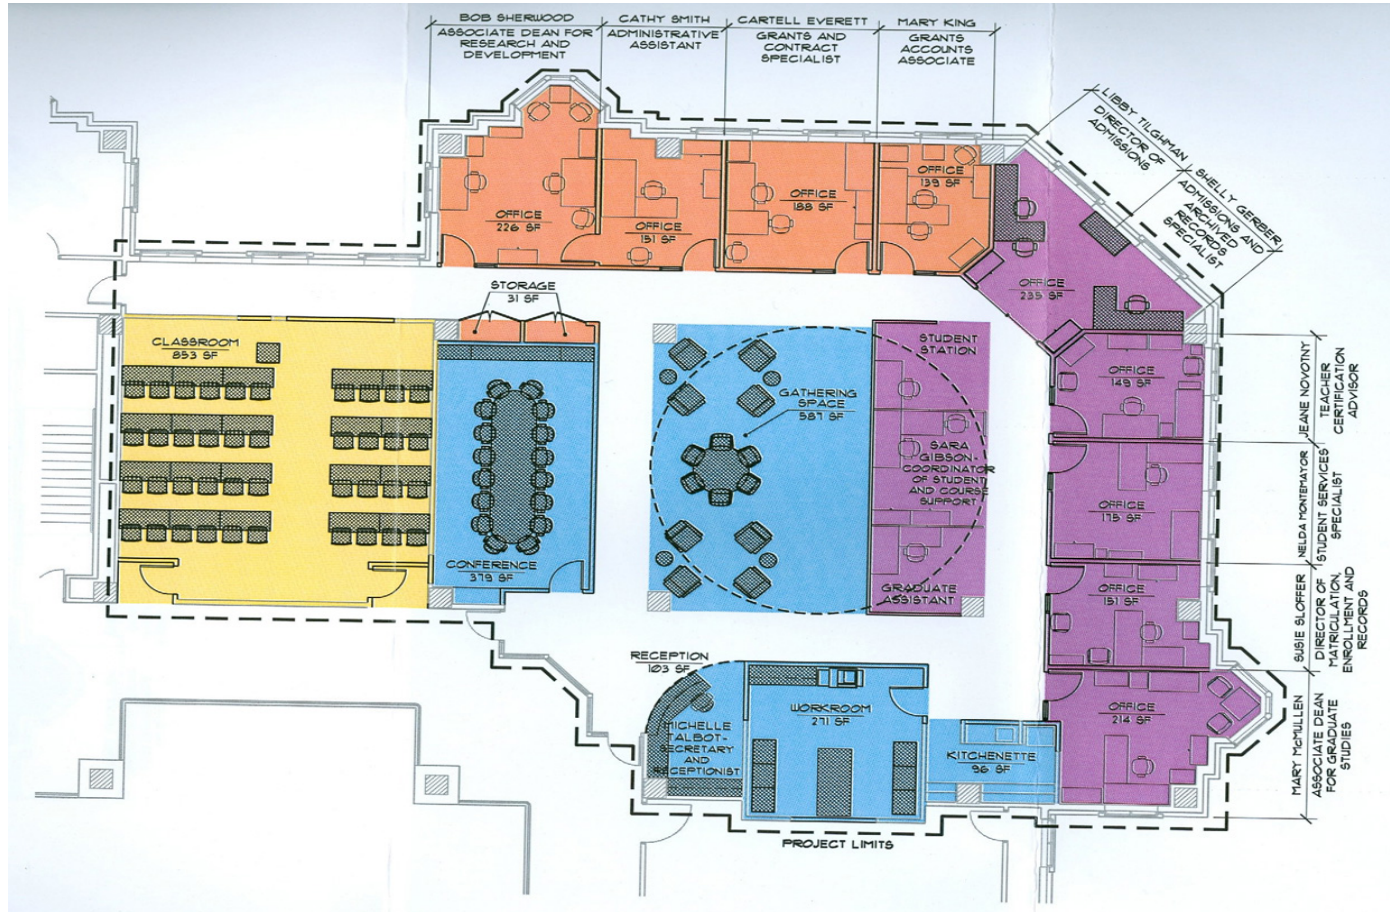 BOB SHERWOOD
ASSOCIATE DEAN FOR
RESEARCH AND
DEVELOPMENT
CATHY SMITH
ADMINISTRATIVE
ASSISTANT
CARTELL EVERETT
GRANTS AND
CONTRACT
SPECIALIST
MARY KING
GRANTS
ACCOUNTS
ASSOCIATE
LIBBY TILGHMAN
DIRECTOR OF
ADMISSIONS
SHELLY GERBER,
ADMISSIONS AND
ARCHIVED
RECORDS
SPECIALIST
OFFICE
226 SF
OFFICE
151 SF
OFFICE
188 SF
OFFICE
139 SF
OFFICE
235 SF
STORAGE
31 SF
CLASSROOM
853 SF
CONFERENCE
379 SF
GATHERING
SPACE
587 SF
STUDENT
STATION
SARA
GIBSON-
COORDINATOR
OF STUDENT
AND COURSE
SUPPORT
GRADUATE
ASSISTANT
OFFICE
149 SF
JEANE NOVOTNY
TEACHER
CERTIFICATION
ADVISOR
OFFICE
175 SF
NELDA MONTEMAYOR
STUDENT SERVICES
SPECIALIST
OFFICE
151 SF
SUSIE SLOFFER
DIRECTOR OF
MATRICULATION,
ENROLLMENT AND
RECORDS
OFFICE
214 SF
MARY McMULLEN
ASSOCIATE DEAN
FOR GRADUATE
STUDIES
RECEPTION
103 SF
MICHELLE
TALBOT-
SECRETARY
AND
RECEPTIONIST
WORKROOM
271 SF
KITCHENETTE
96 SF
PROJECT LIMITS